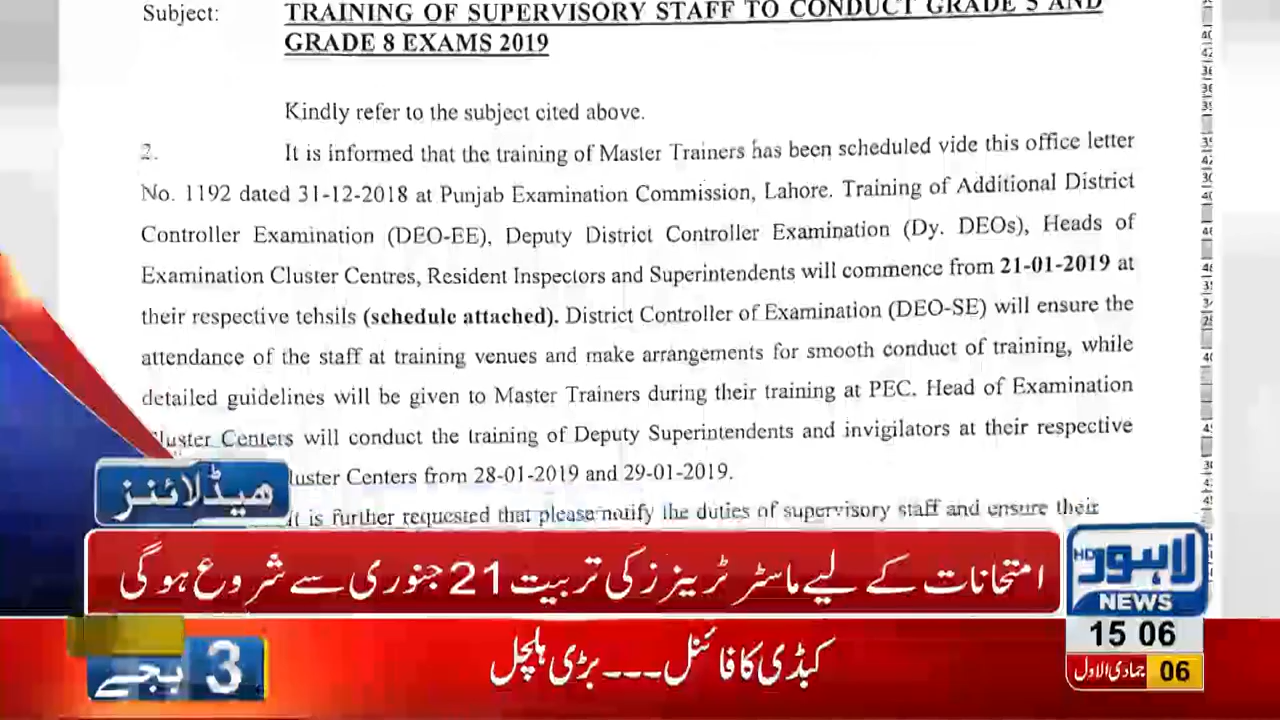 Subject: TRAINING OF SUPERVISORY STAFF TO CONDUCT GRADE 5 AND
GRADE 8 EXAMS 2019
Kindly refer to the subject cited above.
2. It is informed that the training of Master Trainers has been scheduled vide this office letter
No. 1192 dated 31-12-2018 at Punjab Examination Commission, Lahore. Training of Additional District
Controller Examination (DEO-EE), Deputy District Controller Examination (Dy. DEOs), Heads of
Examination Cluster Centres, Resident Inspectors and Superintendents will commence from 21-01-2019 at
their respective tehsils (schedule attached). District Controller of Examination (DEO-SE) will ensure the
attendance of the staff at training venues and make arrangements for smooth conduct of training, while
detailed guidelines will be given to Master Trainers during their training at PEC. Head of Examination
Cluster Centers will conduct the training of Deputy Superintendents and invigilators at their respective
luster Centers from 28-01-2019 and 29-01-2019.
It is further requested that please notify the duties of supervisory staff and ensure their
ہیڈلائنز
امتحانات کے لیے ماسٹر ٹرینرز کی تربیت 21 جنوری سے شروع ہوگی
لاہور HD
NEWS
15 06
06 جمادی الاول
کبڈی کا فائنل۔۔۔ بڑی ہلچل
3 بجے